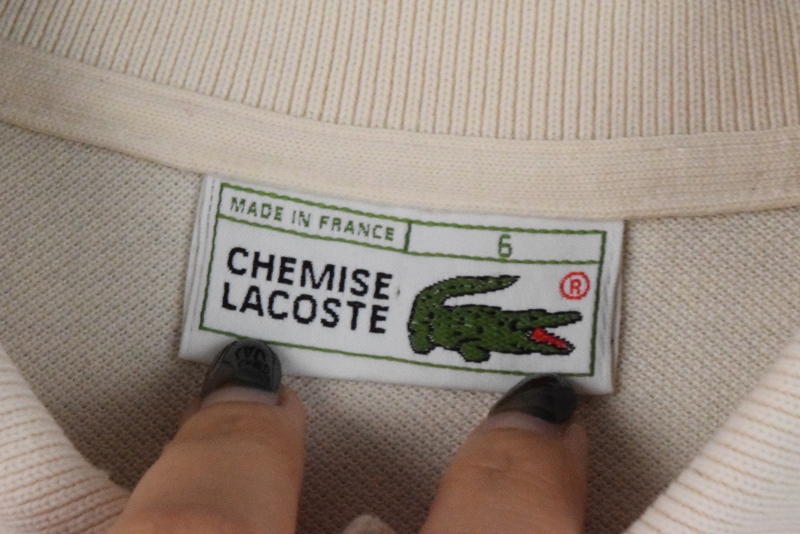 MADE IN FRANCE
6
CHEMISE
LACOSTE
®